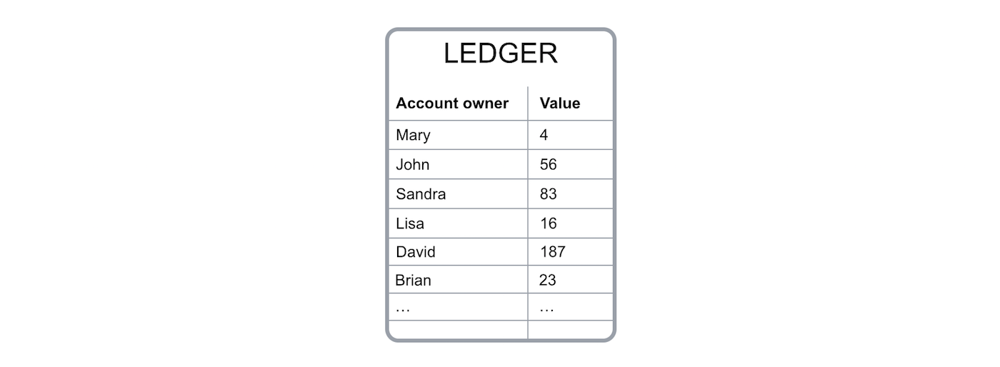 LEDGER
Account owner Value
Mary 4
John 56
Sandra 83
Lisa 16
David 187
Brian 23
... ...